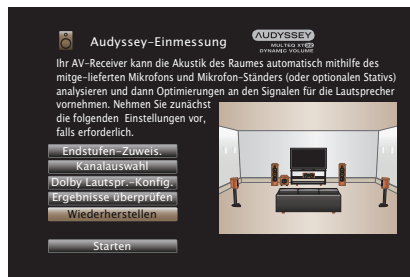 Audyssey-Einmessung
AUDYSSEY
MULTEQ XT32
DYNAMIC VOLUME
Ihr AV-Receiver kann die Akustik des Raumes automatisch mithilfe des
mitge-lieferten Mikrofons und Mikrofon-Ständers (oder optionalen Stativs)
analysieren und dann Optimierungen an den Signalen für die Lautsprecher
vornehmen. Nehmen Sie zunächst
die folgenden Einstellungen vor,
falls erforderlich.
Endstufen-Zuweis.
Kanalauswahl
Dolby Lautspr.-Konfig.
Ergebnisse überprüfen
Wiederherstellen
Starten